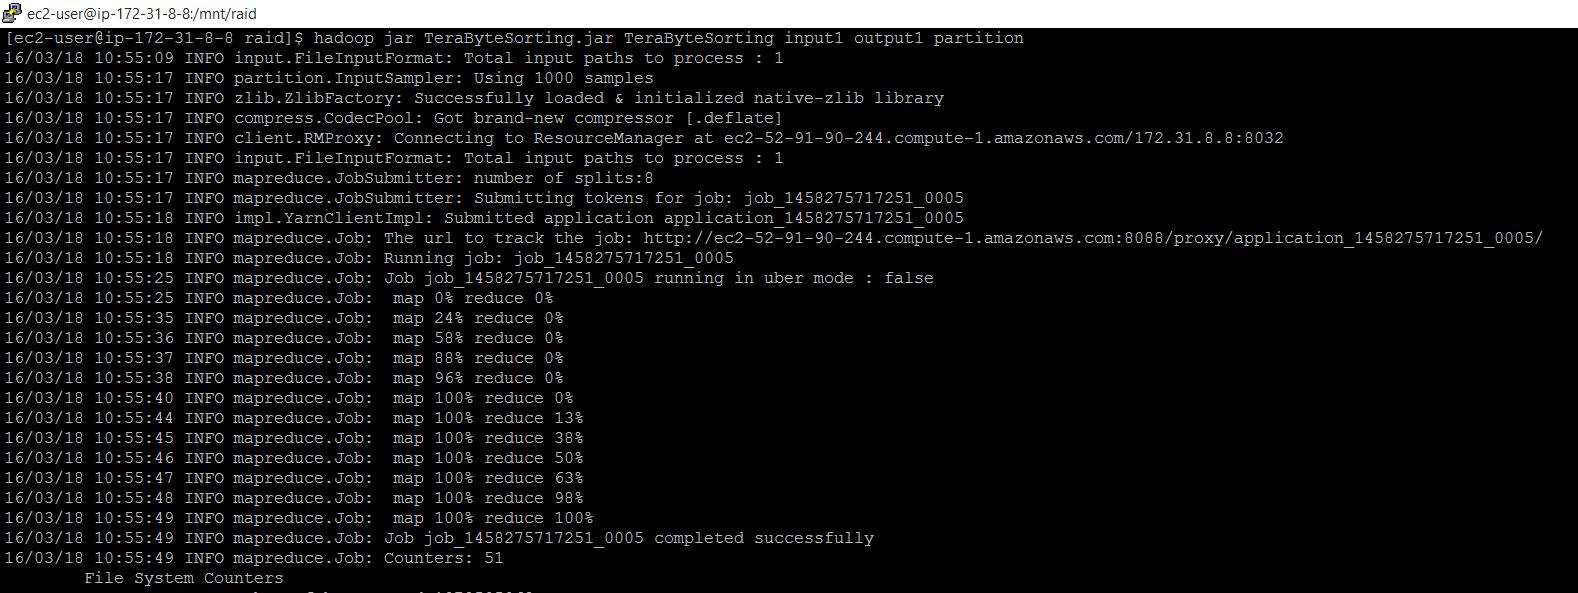 ec2-user@ip-172-31-8-8:/mnt/raid
[ec2-user@ip-172-31-8-8 raid]$ hadoop jar TeraByteSorting.jar TeraByteSorting input1 output1 partition
16/03/18 10:55:09 INFO input.FileInputFormat: Total input paths to process : 1
16/03/18 10:55:17 INFO partition.InputSampler: Using 1000 samples
16/03/18 10:55:17 INFO zlib.ZlibFactory: Successfully loaded & initialized native-zlib library
16/03/18 10:55:17 INFO compress.CodecPool: Got brand-new compressor [.deflate]
16/03/18 10:55:17 INFO client.RMProxy: Connecting to ResourceManager at ec2-52-91-90-244.compute-1.amazonaws.com/172.31.8.8:8032
16/03/18 10:55:17 INFO input.FileInputFormat: Total input paths to process : 1
16/03/18 10:55:17 INFO mapreduce.JobSubmitter: number of splits:8
16/03/18 10:55:17 INFO mapreduce.JobSubmitter: Submitting tokens for job: job_1458275717251_0005
16/03/18 10:55:18 INFO impl.YarnClientImpl: Submitted application application_1458275717251_0005
16/03/18 10:55:18 INFO mapreduce.Job: The url to track the job: http://ec2-52-91-90-244.compute-1.amazonaws.com:8088/proxy/application_1458275717251_0005/
16/03/18 10:55:18 INFO mapreduce.Job: Running job: job_1458275717251_0005
16/03/18 10:55:25 INFO mapreduce.Job: Job job_1458275717251_0005 running in uber mode : false
16/03/18 10:55:25 INFO mapreduce.Job:  map 0% reduce 0%
16/03/18 10:55:35 INFO mapreduce.Job:  map 24% reduce 0%
16/03/18 10:55:36 INFO mapreduce.Job:  map 58% reduce 0%
16/03/18 10:55:37 INFO mapreduce.Job:  map 88% reduce 0%
16/03/18 10:55:38 INFO mapreduce.Job:  map 96% reduce 0%
16/03/18 10:55:40 INFO mapreduce.Job:  map 100% reduce 0%
16/03/18 10:55:44 INFO mapreduce.Job:  map 100% reduce 13%
16/03/18 10:55:45 INFO mapreduce.Job:  map 100% reduce 38%
16/03/18 10:55:46 INFO mapreduce.Job:  map 100% reduce 50%
16/03/18 10:55:47 INFO mapreduce.Job:  map 100% reduce 63%
16/03/18 10:55:48 INFO mapreduce.Job:  map 100% reduce 98%
16/03/18 10:55:49 INFO mapreduce.Job:  map 100% reduce 100%
16/03/18 10:55:49 INFO mapreduce.Job: Job job_1458275717251_0005 completed successfully
16/03/18 10:55:49 INFO mapreduce.Job: Counters: 51
        File System Counters